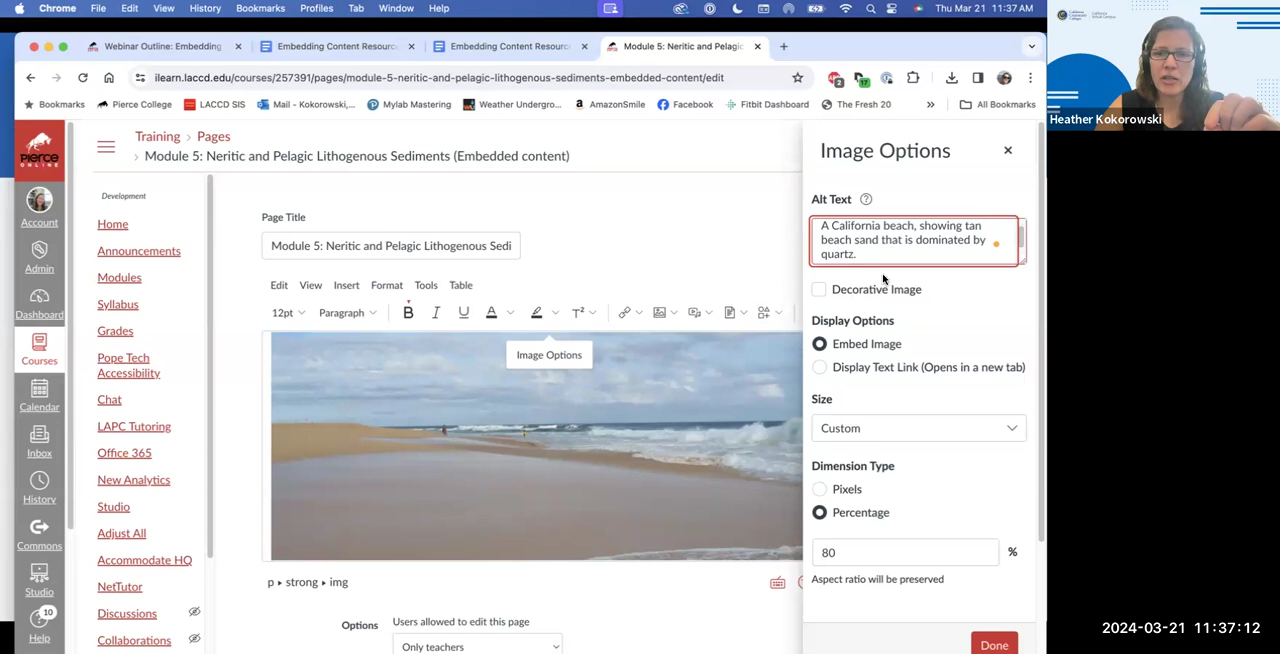 Chrome File Edit View History Bookmarks Profiles Tab Window Help Thu Mar 21 11:37 AM
Webinar Outline: Embedding
Embedding Content Resourc
Embedding Content Resourc
Module 5: Neritic and Pelagic
ilearn.laccd.edu/courses/257391/pages/module-5-neritic-and-pelagic-lithogenous-sediments-embedded-content/edit
Bookmarks Pierce College LACCD SIS Mail - Kokorowski,... Mylab Mastering Weather Undergro... AmazonSmile Facebook Fitbit Dashboard The Fresh 20 » All Bookmarks
PIERCE
ONLINE
Account
Admin
Dashboard
Courses
Calendar
Inbox
History
Commons
Studio
10
Help
Training › Pages
› Module 5: Neritic and Pelagic Lithogenous Sediments (Embedded content)
Development
Home
Announcements
Modules
Syllabus
Grades
Pope Tech
Accessibility
Chat
LAPC Tutoring
Office 365
New Analytics
Studio
Adjust All
Accommodate HQ
NetTutor
Discussions
Collaborations
Page Title
Module 5: Neritic and Pelagic Lithogenous Sedi
Edit View Insert Format Tools Table
12pt Paragraph B I U A T²
Image Options
p ▸ strong ▸ img
Options
Users allowed to edit this page
Only teachers
Image Options
Alt Text
A California beach, showing tan
beach sand that is dominated by
quartz.
Decorative Image
Display Options
Embed Image
Display Text Link (Opens in a new tab)
Size
Custom
Dimension Type
Pixels
Percentage
80 %
Aspect ratio will be preserved
Done
Heather Kokorowski
2024-03-21 11:37:12